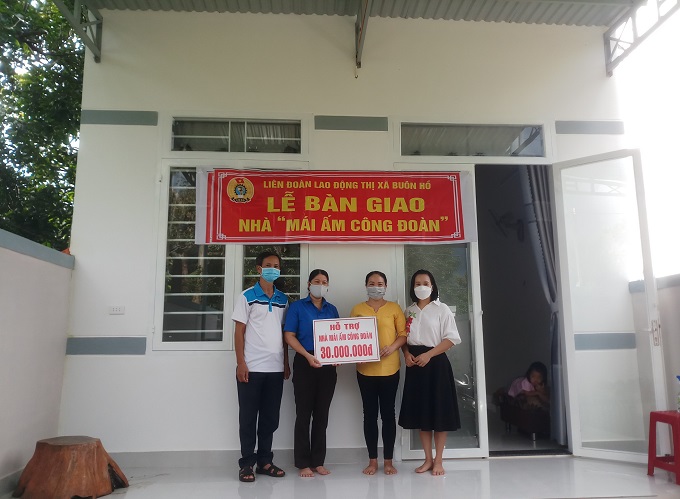 LIÊN ĐOÀN LAO ĐỘNG THỊ XÃ BUÔN HỒ
LỄ BÀN GIAO
NHÀ “MÁI ẤM CÔNG ĐOÀN”
HỖ TRỢ
NHÀ MÁI ẤM CÔNG ĐOÀN
30.000.000đ